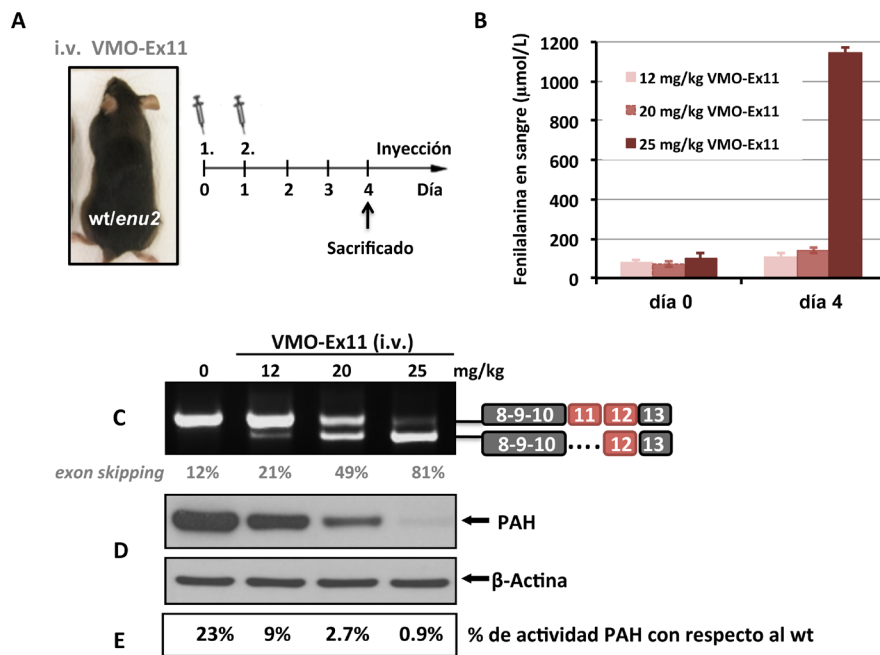 A
i.v. VMO-Ex11
wt/enu2
1. 2. Inyección
0 1 2 3 4 Día
Sacrificado
B
Fenilalanina en sangre (μmol/L)
1200
1000
800
600
400
200
0
12 mg/kg VMO-Ex11
20 mg/kg VMO-Ex11
25 mg/kg VMO-Ex11
día 0 día 4
VMO-Ex11 (i.v.)
0 12 20 25 mg/kg
C
8-9-10 11 12 13
8-9-10 .... 12 13
exon skipping 12% 21% 49% 81%
D
PAH
β-Actina
E 23% 9% 2.7% 0.9% % de actividad PAH con respecto al wt